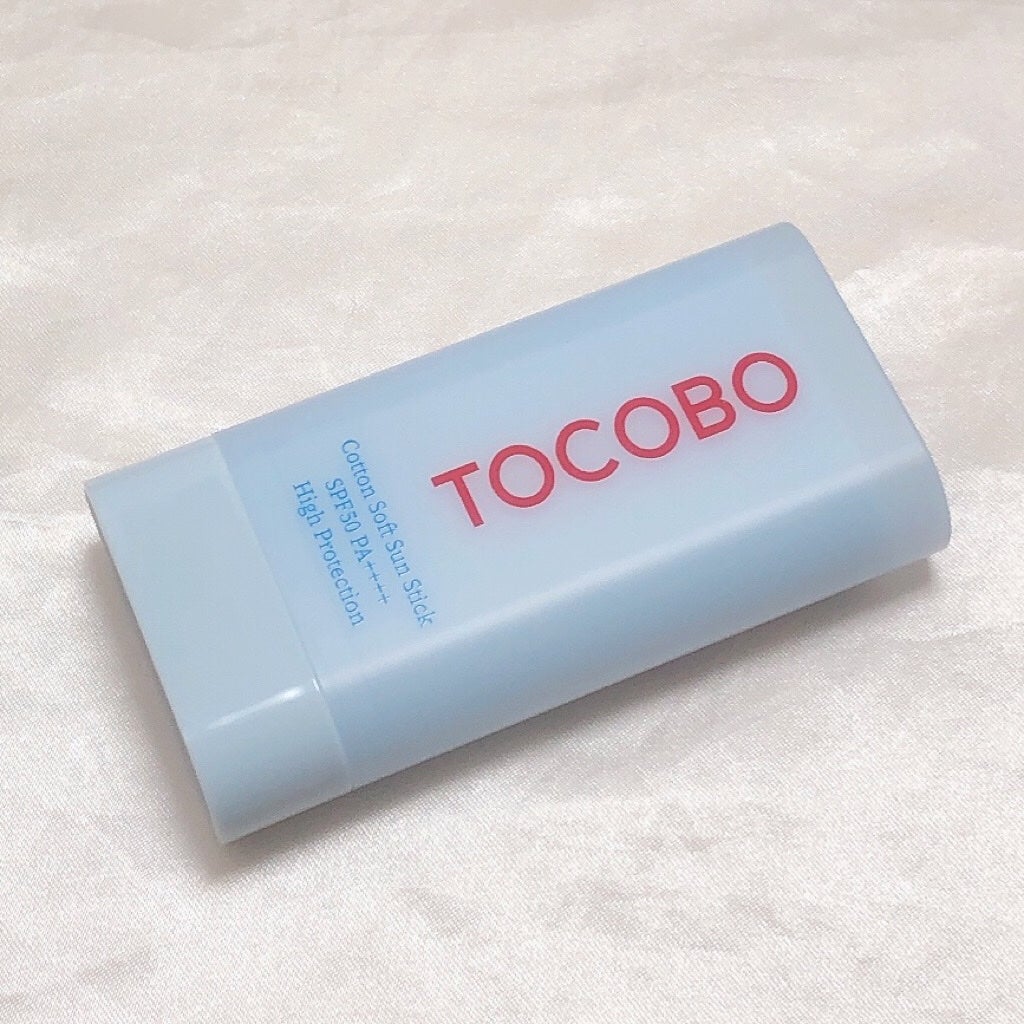 TOCOBO
Cotton Soft Sun Stick
SPF50 PA++++
High Protection